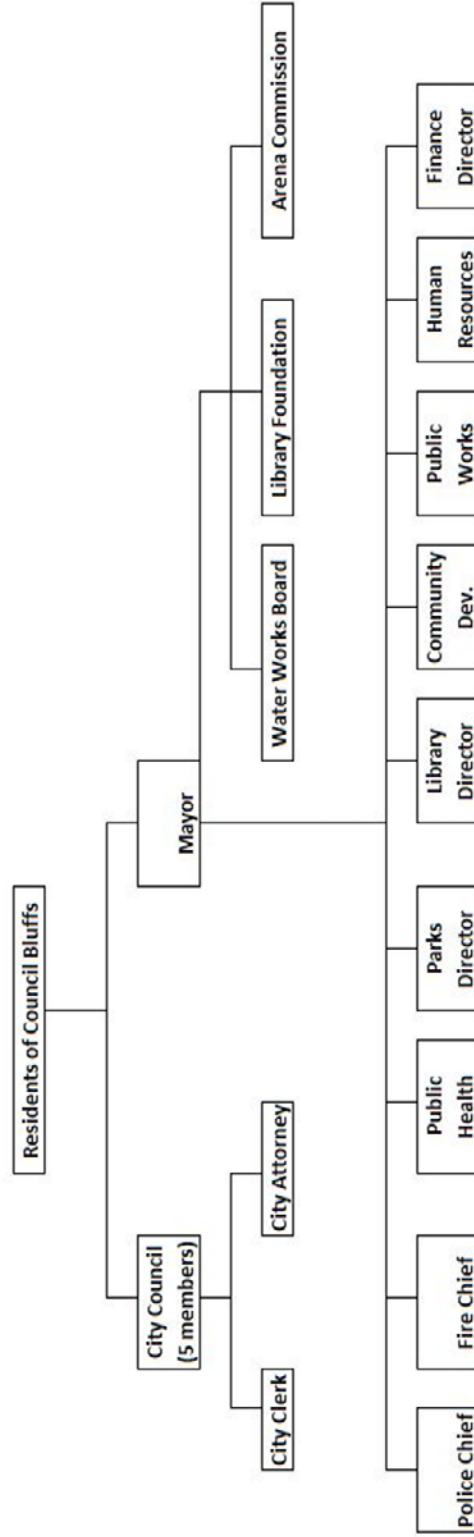 Residents of Council Bluffs
City Council
(5 members)
Mayor
City Clerk
City Attorney
Water Works Board
Library Foundation
Arena Commission
Police Chief
Fire Chief
Public
Health
Parks
Director
Library
Director
Community
Dev.
Public
Works
Human
Resources
Finance
Director